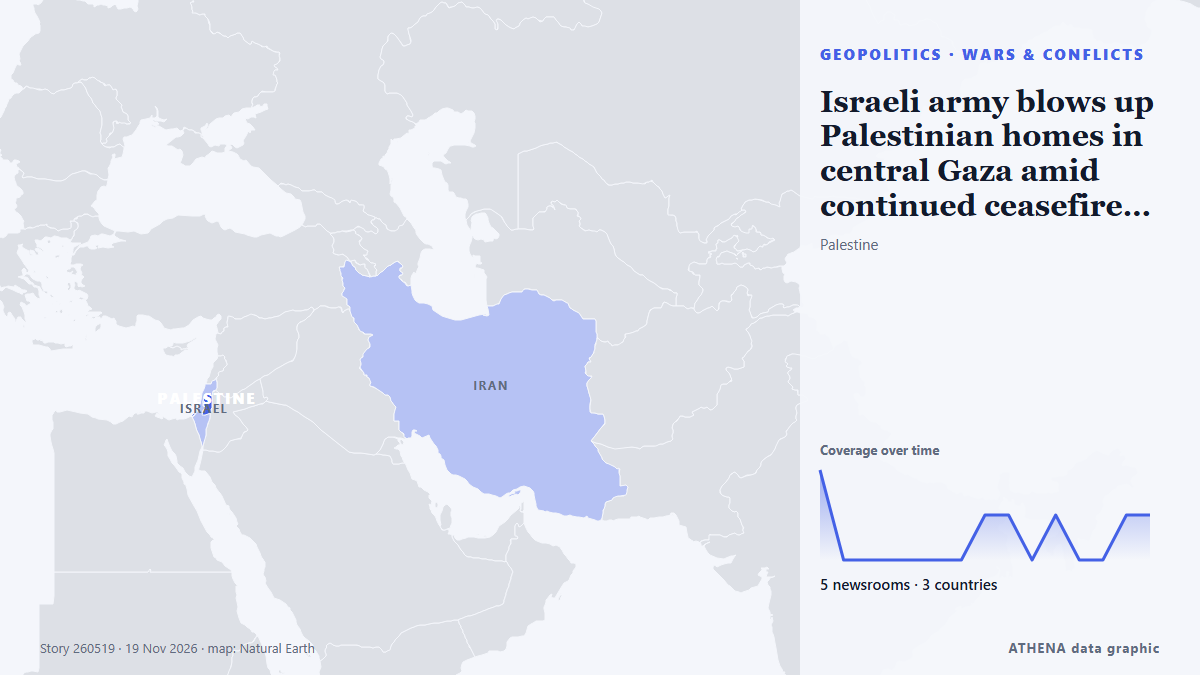 GEOPOLITICS · WARS & CONFLICTS
Israeli army blows up
Palestinian homes in
central Gaza amid
continued ceasefire...
Palestine
IRAN
PALESTINE
ISRAEL
Coverage over time
5 newsrooms · 3 countries
Story 260519 · 19 Nov 2026 · map: Natural Earth
ATHENA data graphic